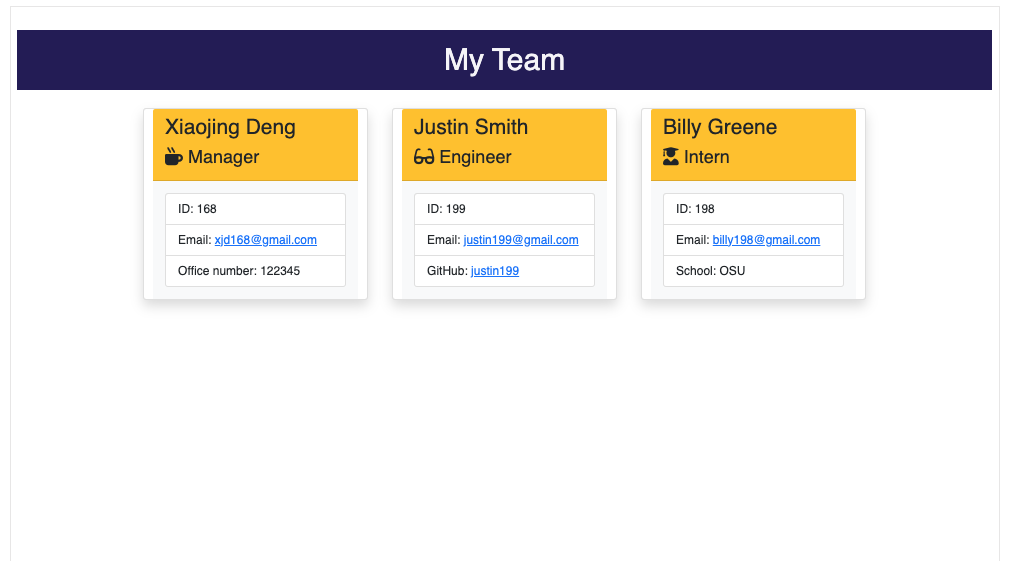 My Team
Xiaojing Deng
Manager
ID: 168
Email: xjd168@gmail.com
Office number: 122345
Justin Smith
Engineer
ID: 199
Email: justin199@gmail.com
GitHub: justin199
Billy Greene
Intern
ID: 198
Email: billy198@gmail.com
School: OSU